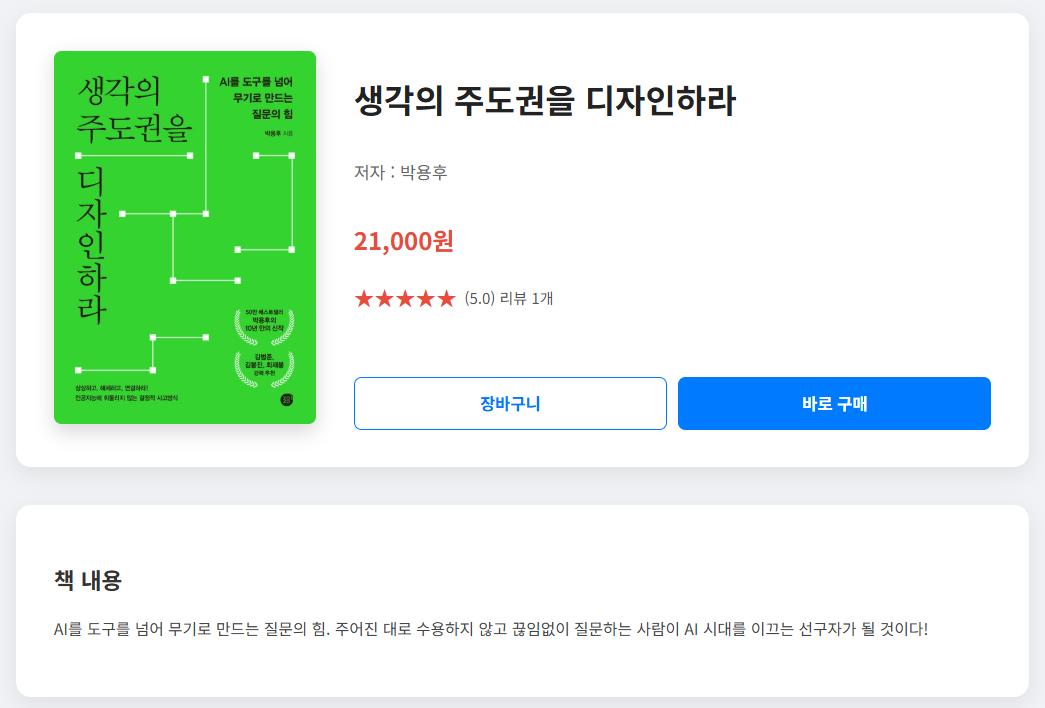 생각의
주도권을
디
자
인
하
라
AI를 도구를 넘어
무기로 만드는
질문의 힘
박용후 지음
50만 베스트셀러
박용후의
10년 만의 신작
김범준,
김봉진, 최재붕
강력 추천
상상하고, 해체하고, 연결하라!
인공지능에 휘둘리지 않는 결정적 사고방식
생각의 주도권을 디자인하라
저자 : 박용후
21,000원
★★★★★ (5.0) 리뷰 1개
장바구니
바로 구매
책 내용
AI를 도구를 넘어 무기로 만드는 질문의 힘. 주어진 대로 수용하지 않고 끊임없이 질문하는 사람이 AI 시대를 이끄는 선구자가 될 것이다!